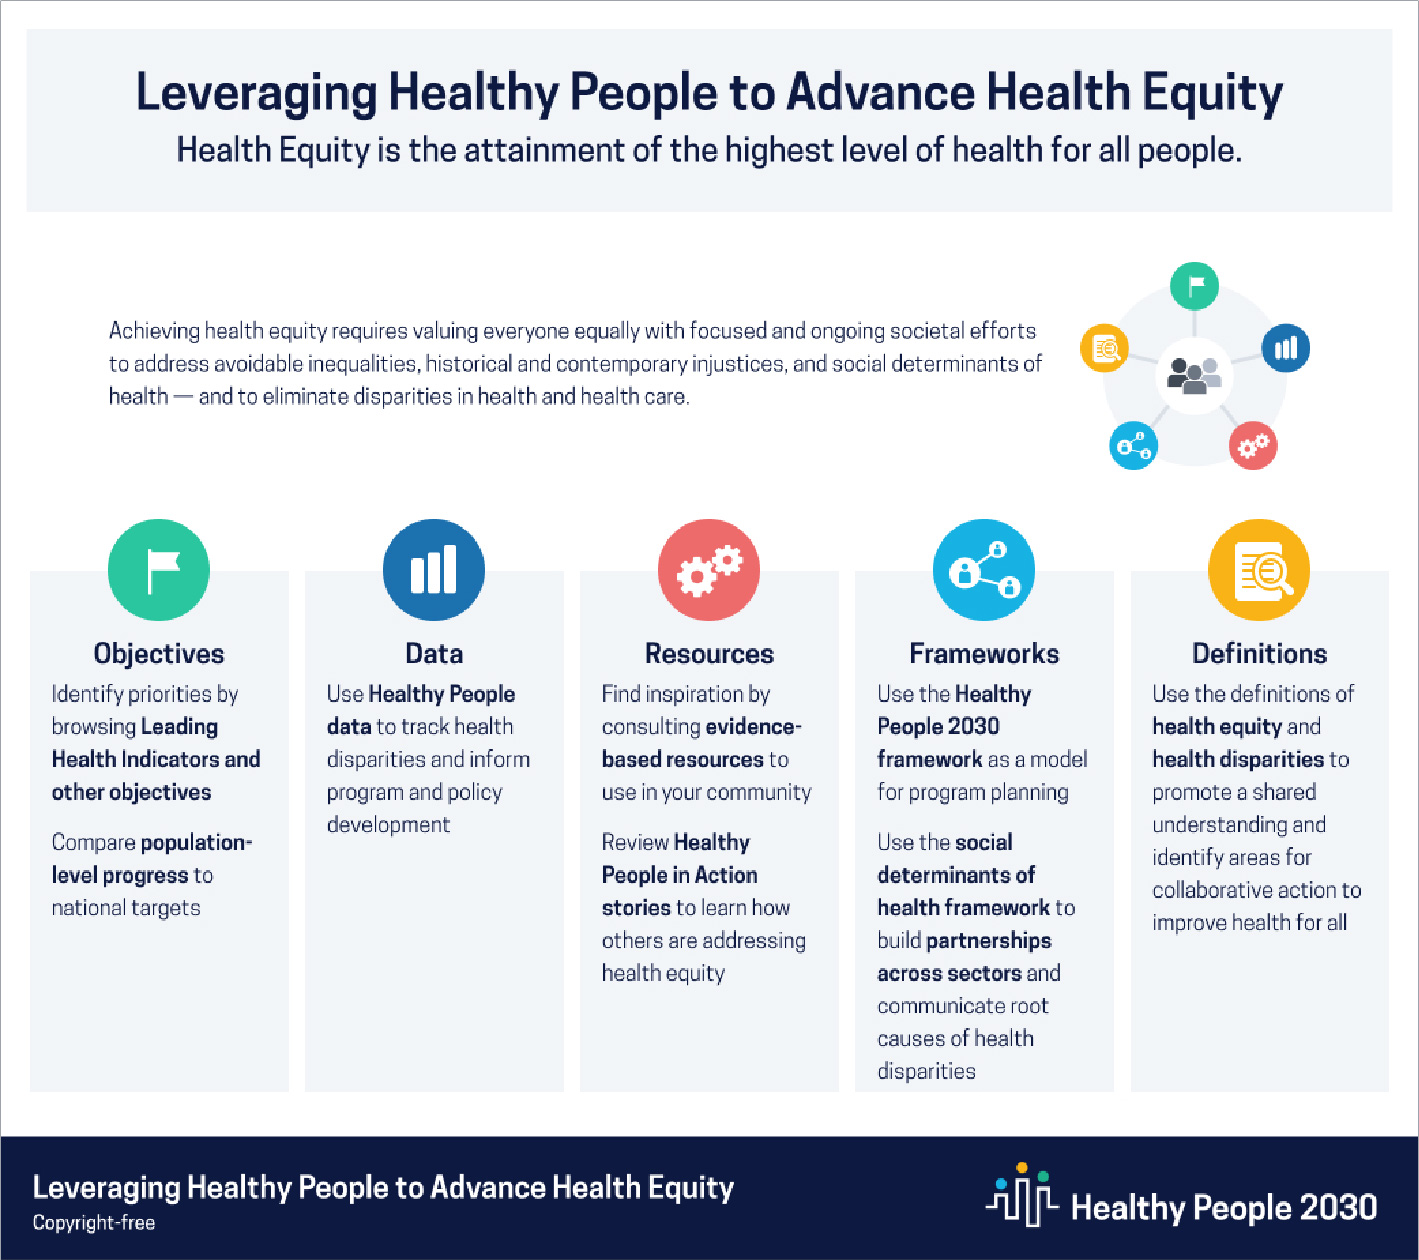 Leveraging Healthy People to Advance Health Equity
Health Equity is the attainment of the highest level of health for all people.
Achieving health equity requires valuing everyone equally with focused and ongoing societal efforts
to address avoidable inequalities, historical and contemporary injustices, and social determinants of
health — and to eliminate disparities in health and health care.
Objectives
Identify priorities by
browsing Leading
Health Indicators and
other objectives
Compare population-
level progress to
national targets
Data
Use Healthy People
data to track health
disparities and inform
program and policy
development
Resources
Find inspiration by
consulting evidence-
based resources to
use in your community
Review Healthy
People in Action
stories to learn how
others are addressing
health equity
Frameworks
Use the Healthy
People 2030
framework as a model
for program planning
Use the social
determinants of
health framework to
build partnerships
across sectors and
communicate root
causes of health
disparities
Definitions
Use the definitions of
health equity and
health disparities to
promote a shared
understanding and
identify areas for
collaborative action to
improve health for all
Leveraging Healthy People to Advance Health Equity
Copyright-free
Healthy People 2030